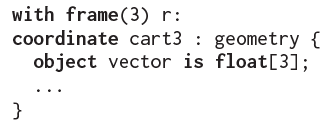 with frame(3) r:
coordinate cart3 : geometry {
  object vector is float[3];
  ...
}